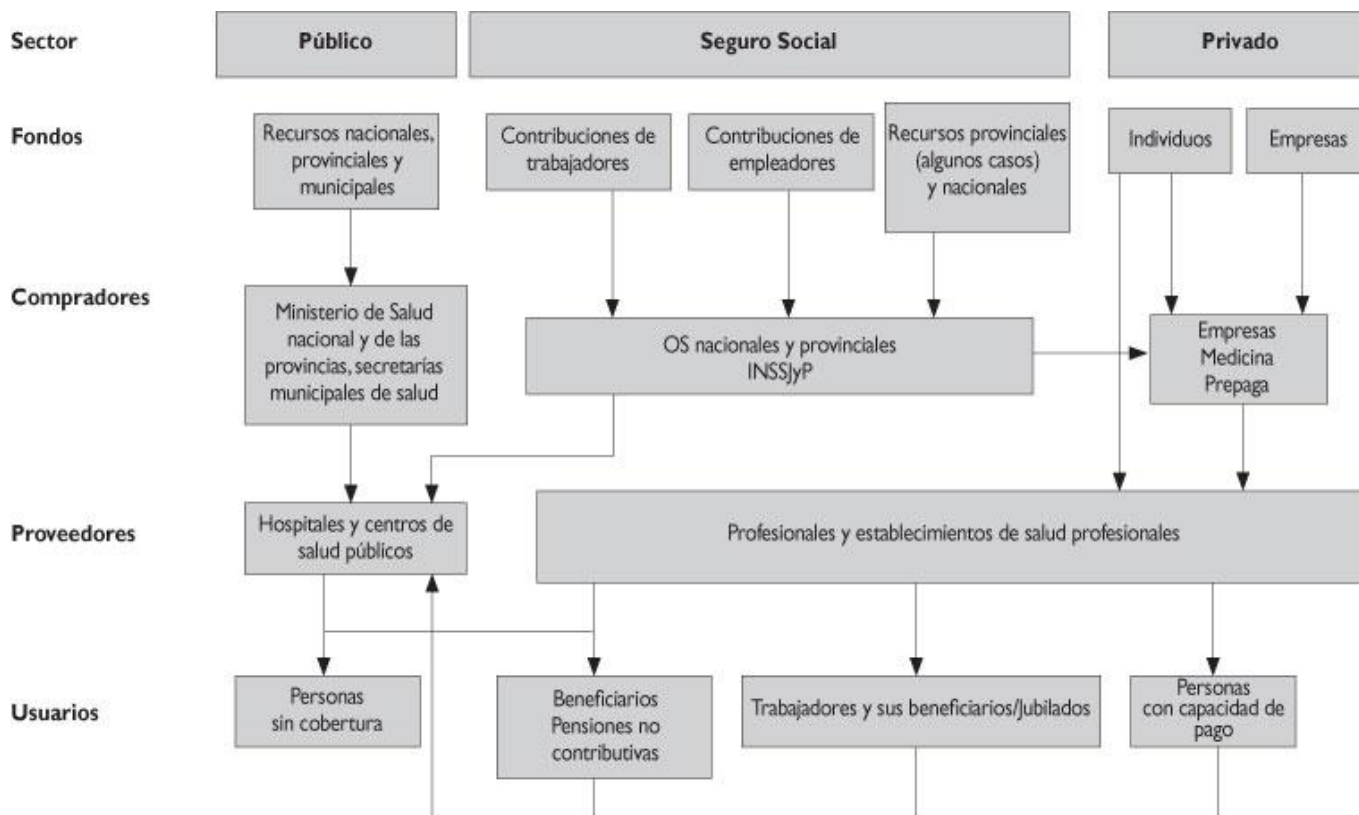 Sector
Público
Seguro Social
Privado
Fondos
Recursos nacionales,
provinciales y
municipales
Contribuciones de
trabajadores
Contribuciones de
empleadores
Recursos provinciales
(algunos casos)
y nacionales
Individuos
Empresas
Compradores
Ministerio de Salud
nacional y de las
provincias, secretarías
municipales de salud
OS nacionales y provinciales
INSSJyP
Empresas
Medicina
Prepaga
Proveedores
Hospitales y centros de
salud públicos
Profesionales y establecimientos de salud profesionales
Usuarios
Personas
sin cobertura
Beneficiarios
Pensiones no
contributivas
Trabajadores y sus beneficiarios/Jubilados
Personas
con capacidad de
pago